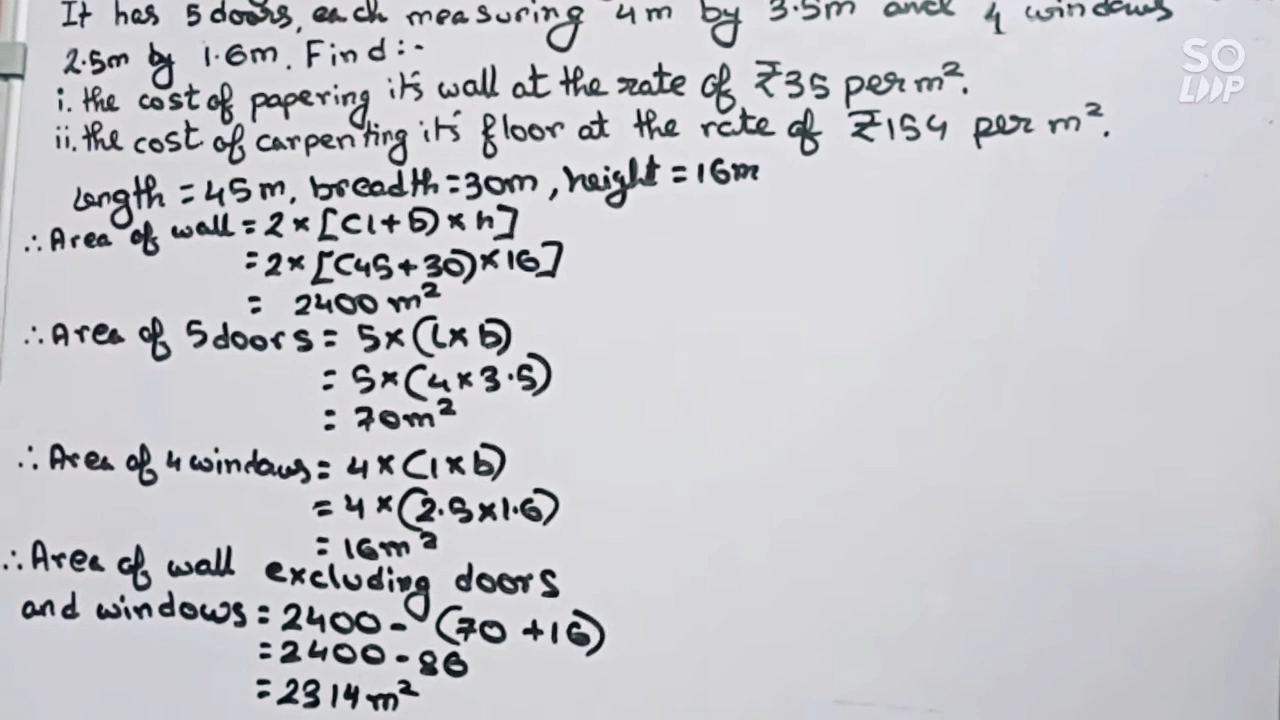 It has 5 doors, each measuring 4m by 3.5m and 4 windows
2.5m by 1.6m. Find:-
i. the cost of papering it's wall at the rate of ₹35 per m².
ii. the cost of carpenting it's floor at the rate of ₹154 per m².
Length = 45m, breadth = 30m, height = 16m
∴ Area of wall = 2 × [(l + b) × h]
= 2 × [(45 + 30) × 16]
= 2400 m²
∴ Area of 5 doors = 5 × (l × b)
= 5 × (4 × 3.5)
= 70m²
∴ Area of 4 windows = 4 × (l × b)
= 4 × (2.5 × 1.6)
= 16m²
∴ Area of wall excluding doors
and windows = 2400 - (70 + 16)
= 2400 - 86
= 2314 m²
SO
LOOP